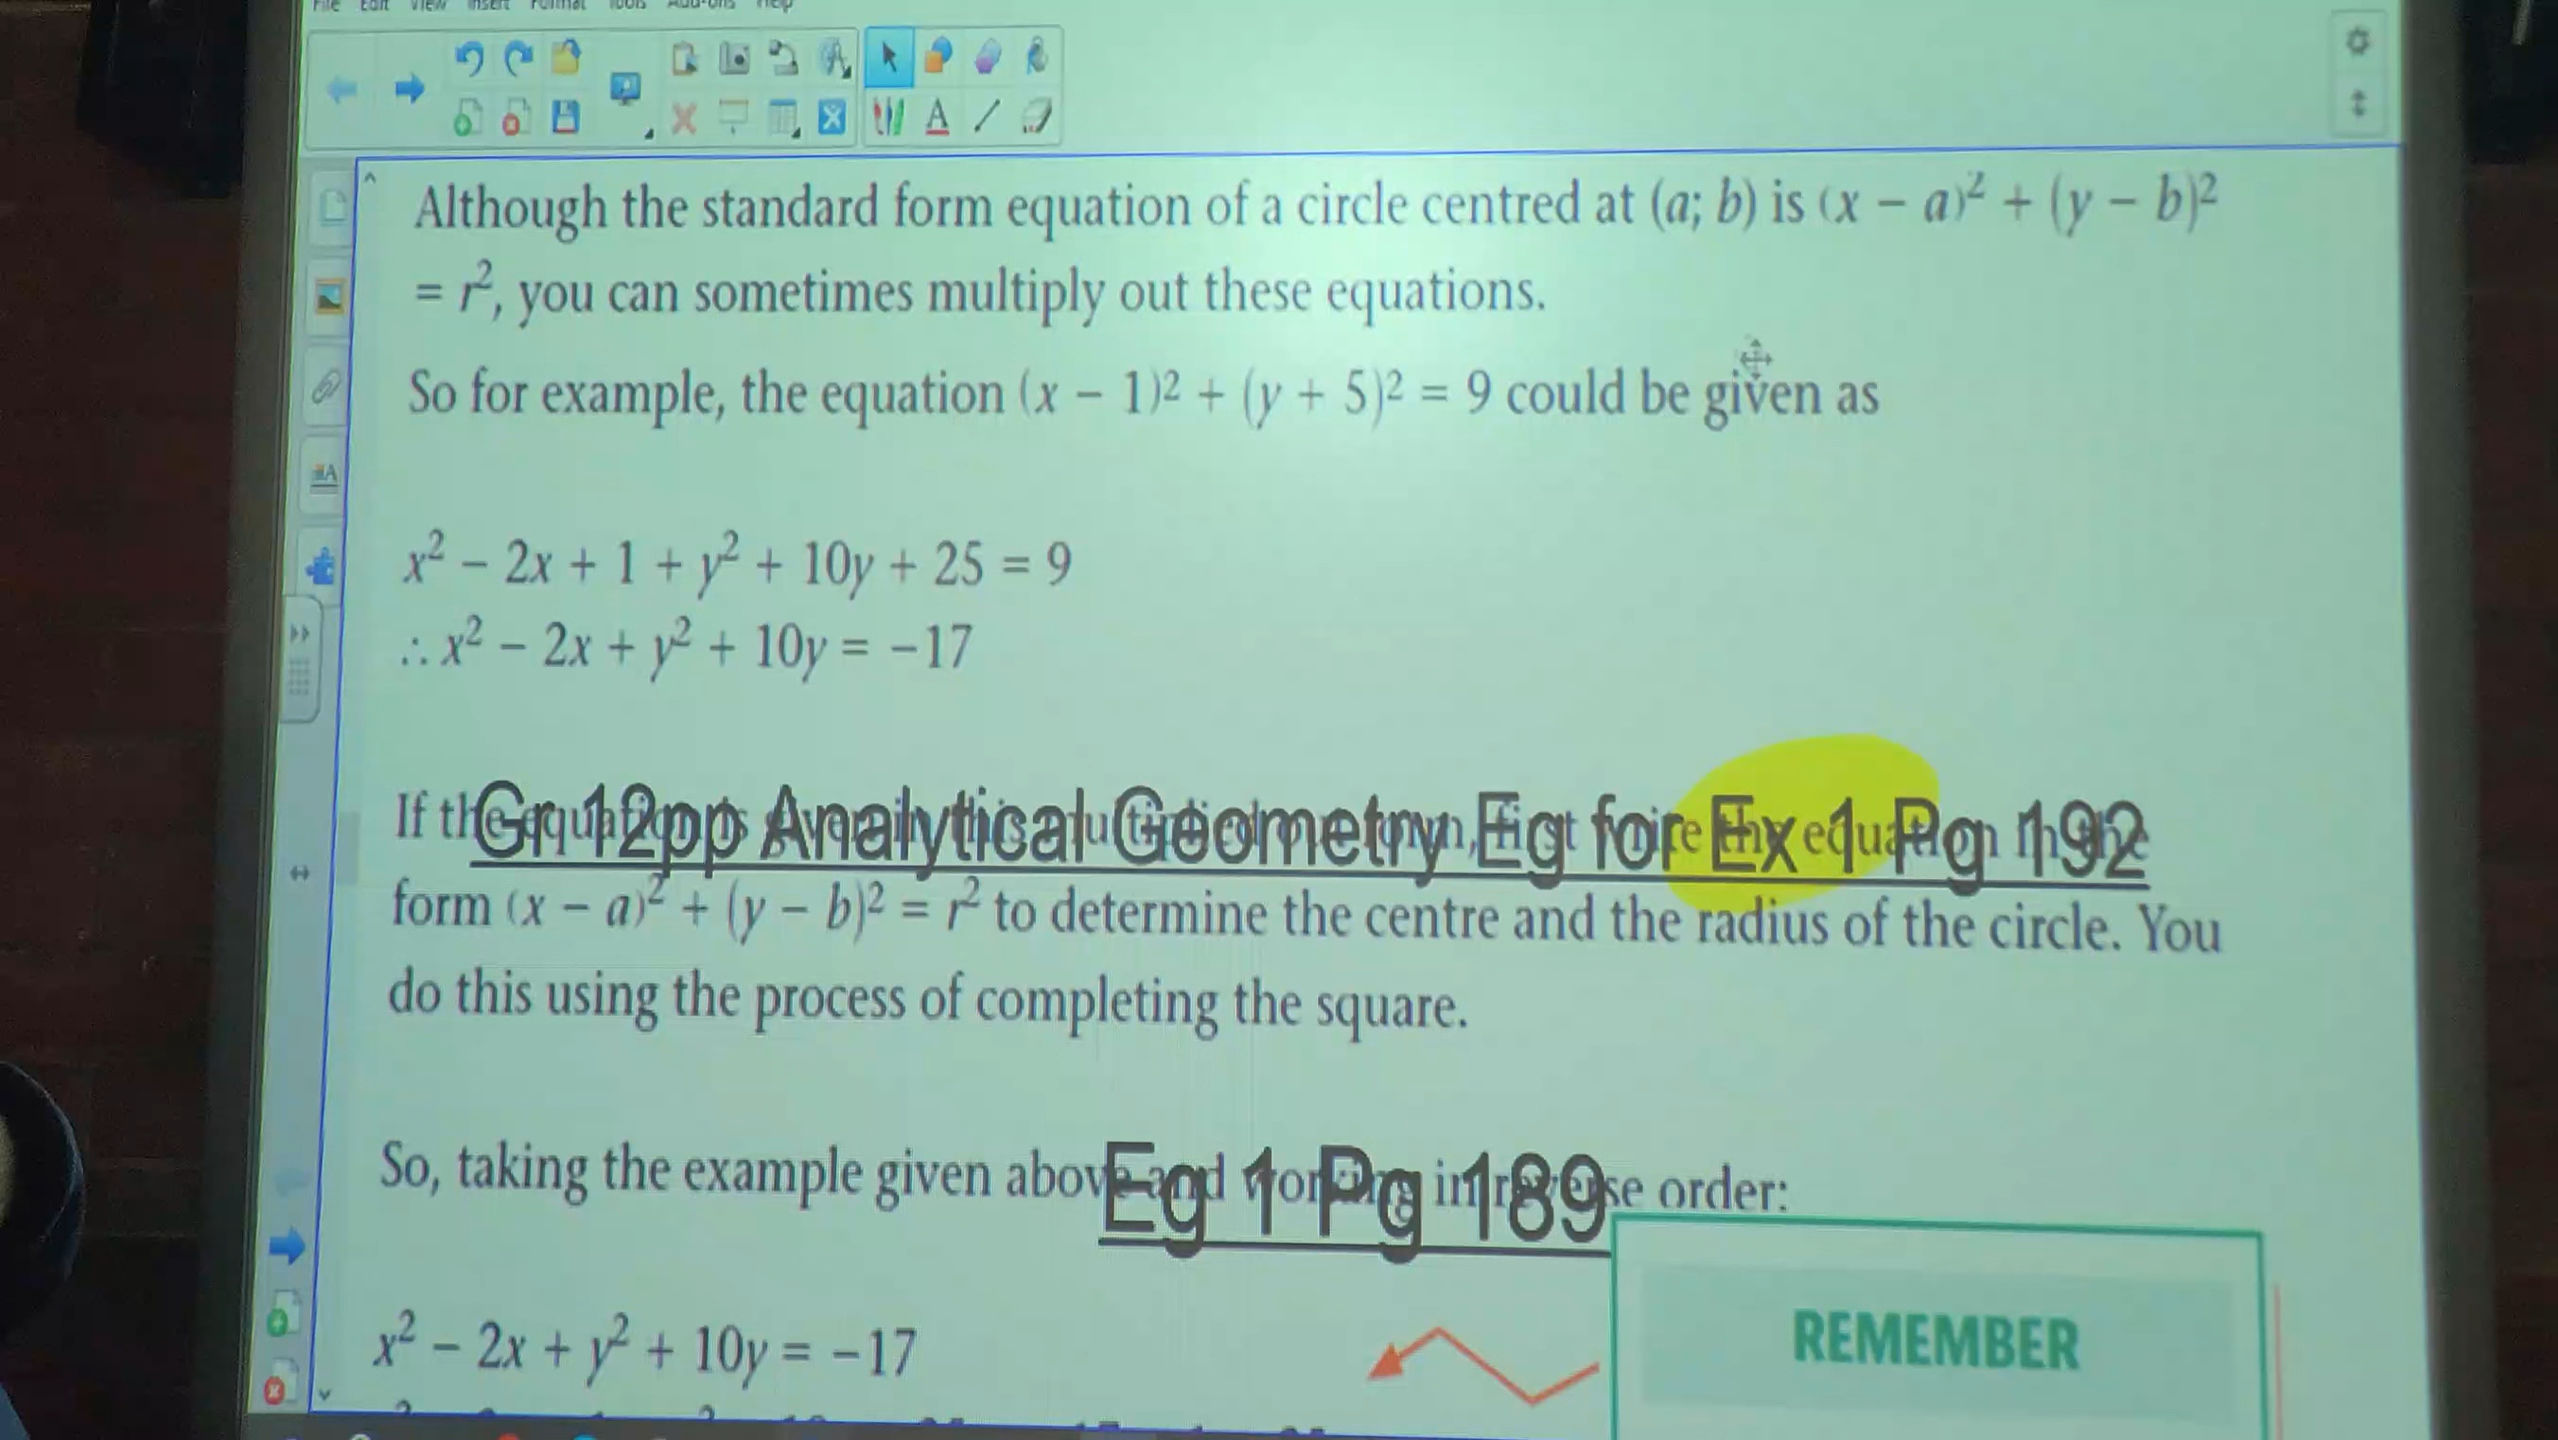 File Edit View Insert Format Tools Add-ons Help
Although the standard form equation of a circle centred at (a; b) is (x − a)² + (y − b)²
= r², you can sometimes multiply out these equations.
So for example, the equation (x − 1)2 + (y + 5)2 = 9 could be given as
x² − 2x + 1 + y² + 10y + 25 = 9
∴ x² − 2x + y² + 10y = −17
If the
Gr 12pp Analytical Geometry, Eg for Ex 1 Pg 192
form (x − a)² + (y − b)² = r² to determine the centre and the radius of the circle. You
do this using the process of completing the square.
So, taking the example given above and order:
Eg 1 Pg 189
x² − 2x + y² + 10y = −17
REMEMBER